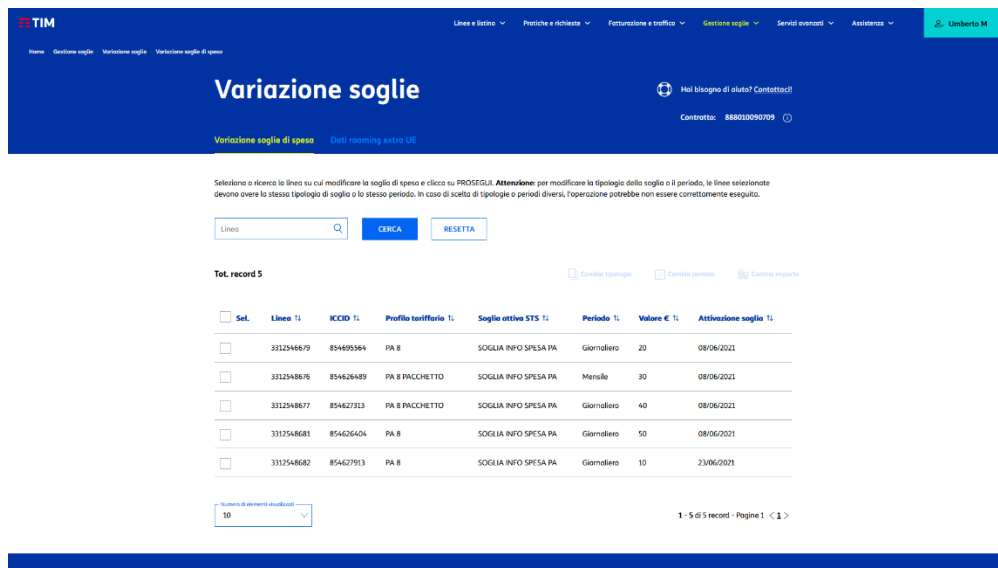 TIM
Linee e listino
Pratiche e richieste
Fatturazione e traffico
Gestione soglie
Servizi avanzati
Assistenza
Umberto M
Home Gestione soglie Variazione soglie Variazione soglie di spesa
Variazione soglie
Hai bisogno di aiuto? Contattaci!
Contratto: 888010090709
Variazione soglie di spesa Dati roaming extra UE
Seleziona o ricerca la linea su cui modificare la soglia di spesa e clicca su PROSEGUI. Attenzione: per modificare la tipologia della soglia o il periodo, le linee selezionate
devono avere la stessa tipologia di soglia o lo stesso periodo. In caso di scelta di tipologie o periodi diversi, l'operazione potrebbe non essere correttamente eseguita.
Linea CERCA RESETTA
Tot. record 5 Cambia tipologia Cambia periodo Cambia importo
Sel. Linea ICCID Profilo tariffario Soglia attiva STS Periodo Valore € Attivazione soglia
3312546679 854695564 PA 8 SOGLIA INFO SPESA PA Giornaliero 20 08/06/2021
3312548676 854626489 PA 8 PACCHETTO SOGLIA INFO SPESA PA Mensile 30 08/06/2021
3312548677 854627313 PA 8 PACCHETTO SOGLIA INFO SPESA PA Giornaliero 40 08/06/2021
3312548681 854626404 PA 8 SOGLIA INFO SPESA PA Giornaliero 50 08/06/2021
3312548682 854627913 PA 8 SOGLIA INFO SPESA PA Giornaliero 10 23/06/2021
Numero di elementi visualizzati
10
1 - 5 di 5 record - Pagine 1 < 1 >